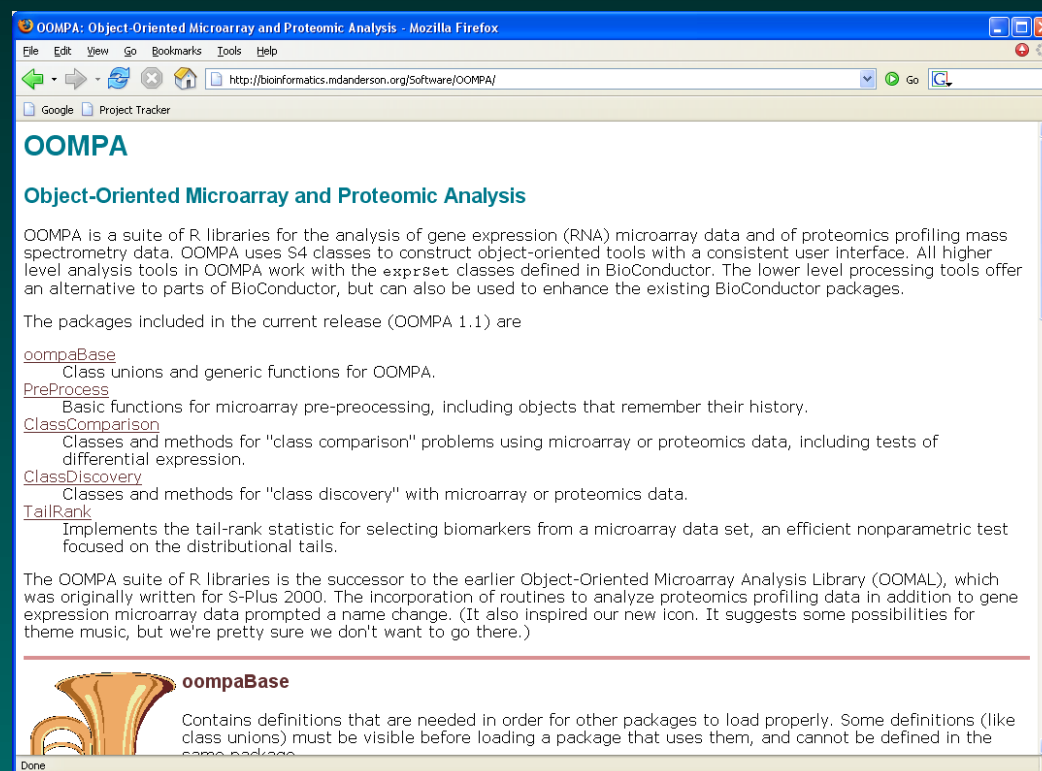 OOMPA: Object-Oriented Microarray and Proteomic Analysis - Mozilla Firefox
File Edit View Go Bookmarks Tools Help
http://bioinformatics.mdanderson.org/Software/OOMPA/ Go G
Google Project Tracker
OOMPA
Object-Oriented Microarray and Proteomic Analysis
OOMPA is a suite of R libraries for the analysis of gene expression (RNA) microarray data and of proteomics profiling mass
spectrometry data. OOMPA uses S4 classes to construct object-oriented tools with a consistent user interface. All higher
level analysis tools in OOMPA work with the exprSet classes defined in BioConductor. The lower level processing tools offer
an alternative to parts of BioConductor, but can also be used to enhance the existing BioConductor packages.
The packages included in the current release (OOMPA 1.1) are
oompaBase
Class unions and generic functions for OOMPA.
PreProcess
Basic functions for microarray pre-preocessing, including objects that remember their history.
ClassComparison
Classes and methods for "class comparison" problems using microarray or proteomics data, including tests of
differential expression.
ClassDiscovery
Classes and methods for "class discovery" with microarray or proteomics data.
TailRank
Implements the tail-rank statistic for selecting biomarkers from a microarray data set, an efficient nonparametric test
focused on the distributional tails.
The OOMPA suite of R libraries is the successor to the earlier Object-Oriented Microarray Analysis Library (OOMAL), which
was originally written for S-Plus 2000. The incorporation of routines to analyze proteomics profiling data in addition to gene
expression microarray data prompted a name change. (It also inspired our new icon. It suggests some possibilities for
theme music, but we're pretty sure we don't want to go there.)
oompaBase
Contains definitions that are needed in order for other packages to load properly. Some definitions (like
class unions) must be visible before loading a package that uses them, and cannot be defined in the
same package
Done